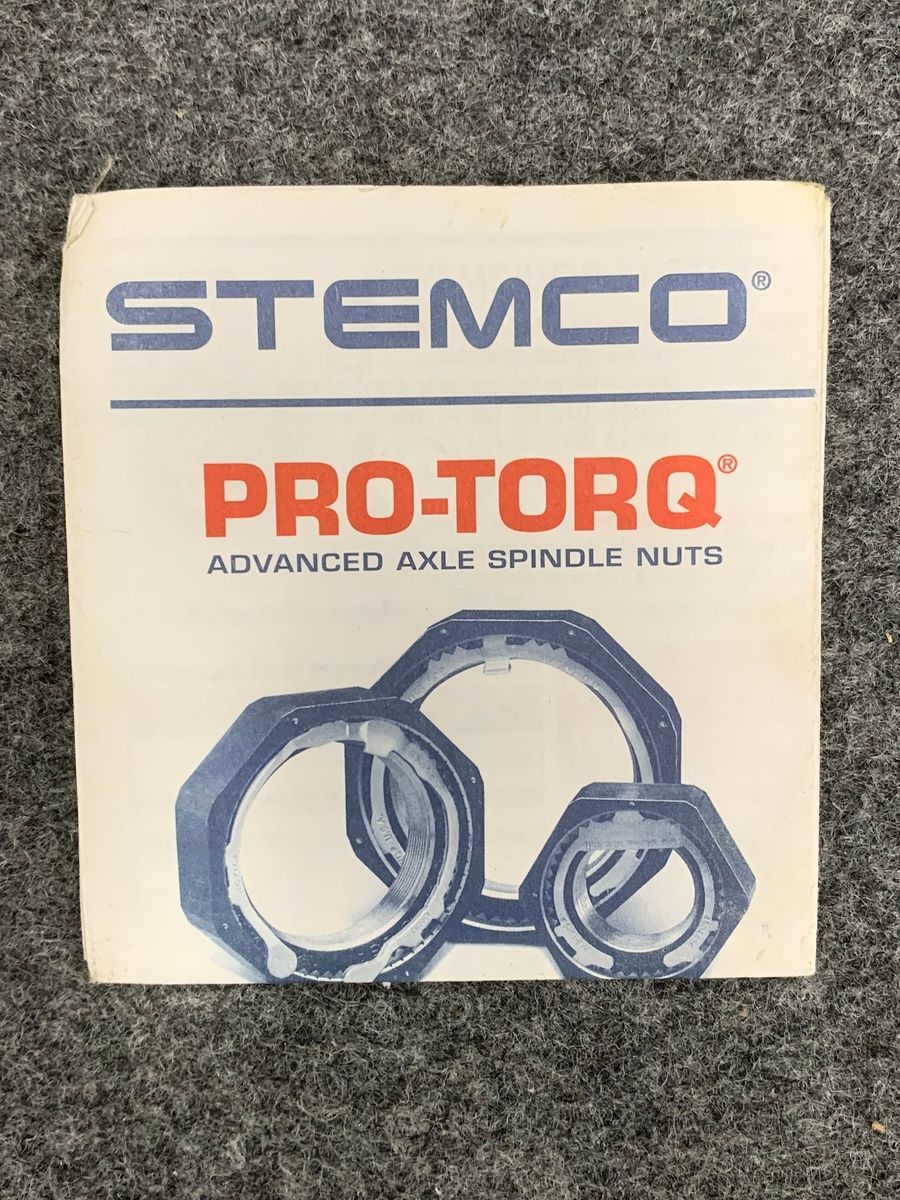 STEMCO®
PRO-TORQ®
ADVANCED AXLE SPINDLE NUTS